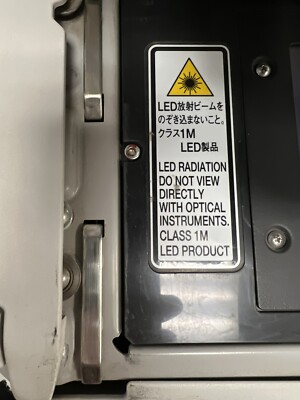 LED放射ビームを
のぞき込まないこと。
クラス1M
LED製品
LED RADIATION
DO NOT VIEW
DIRECTLY
WITH OPTICAL
INSTRUMENTS.
CLASS 1M
LED PRODUCT